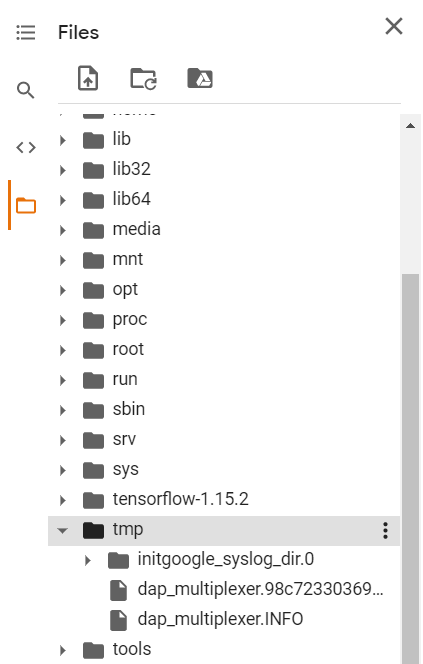 Files
lib
lib32
lib64
media
mnt
opt
proc
root
run
sbin
srv
sys
tensorflow-1.15.2
tmp
initgoogle_syslog_dir.0
dap_multiplexer.98c72330369...
dap_multiplexer.INFO
tools